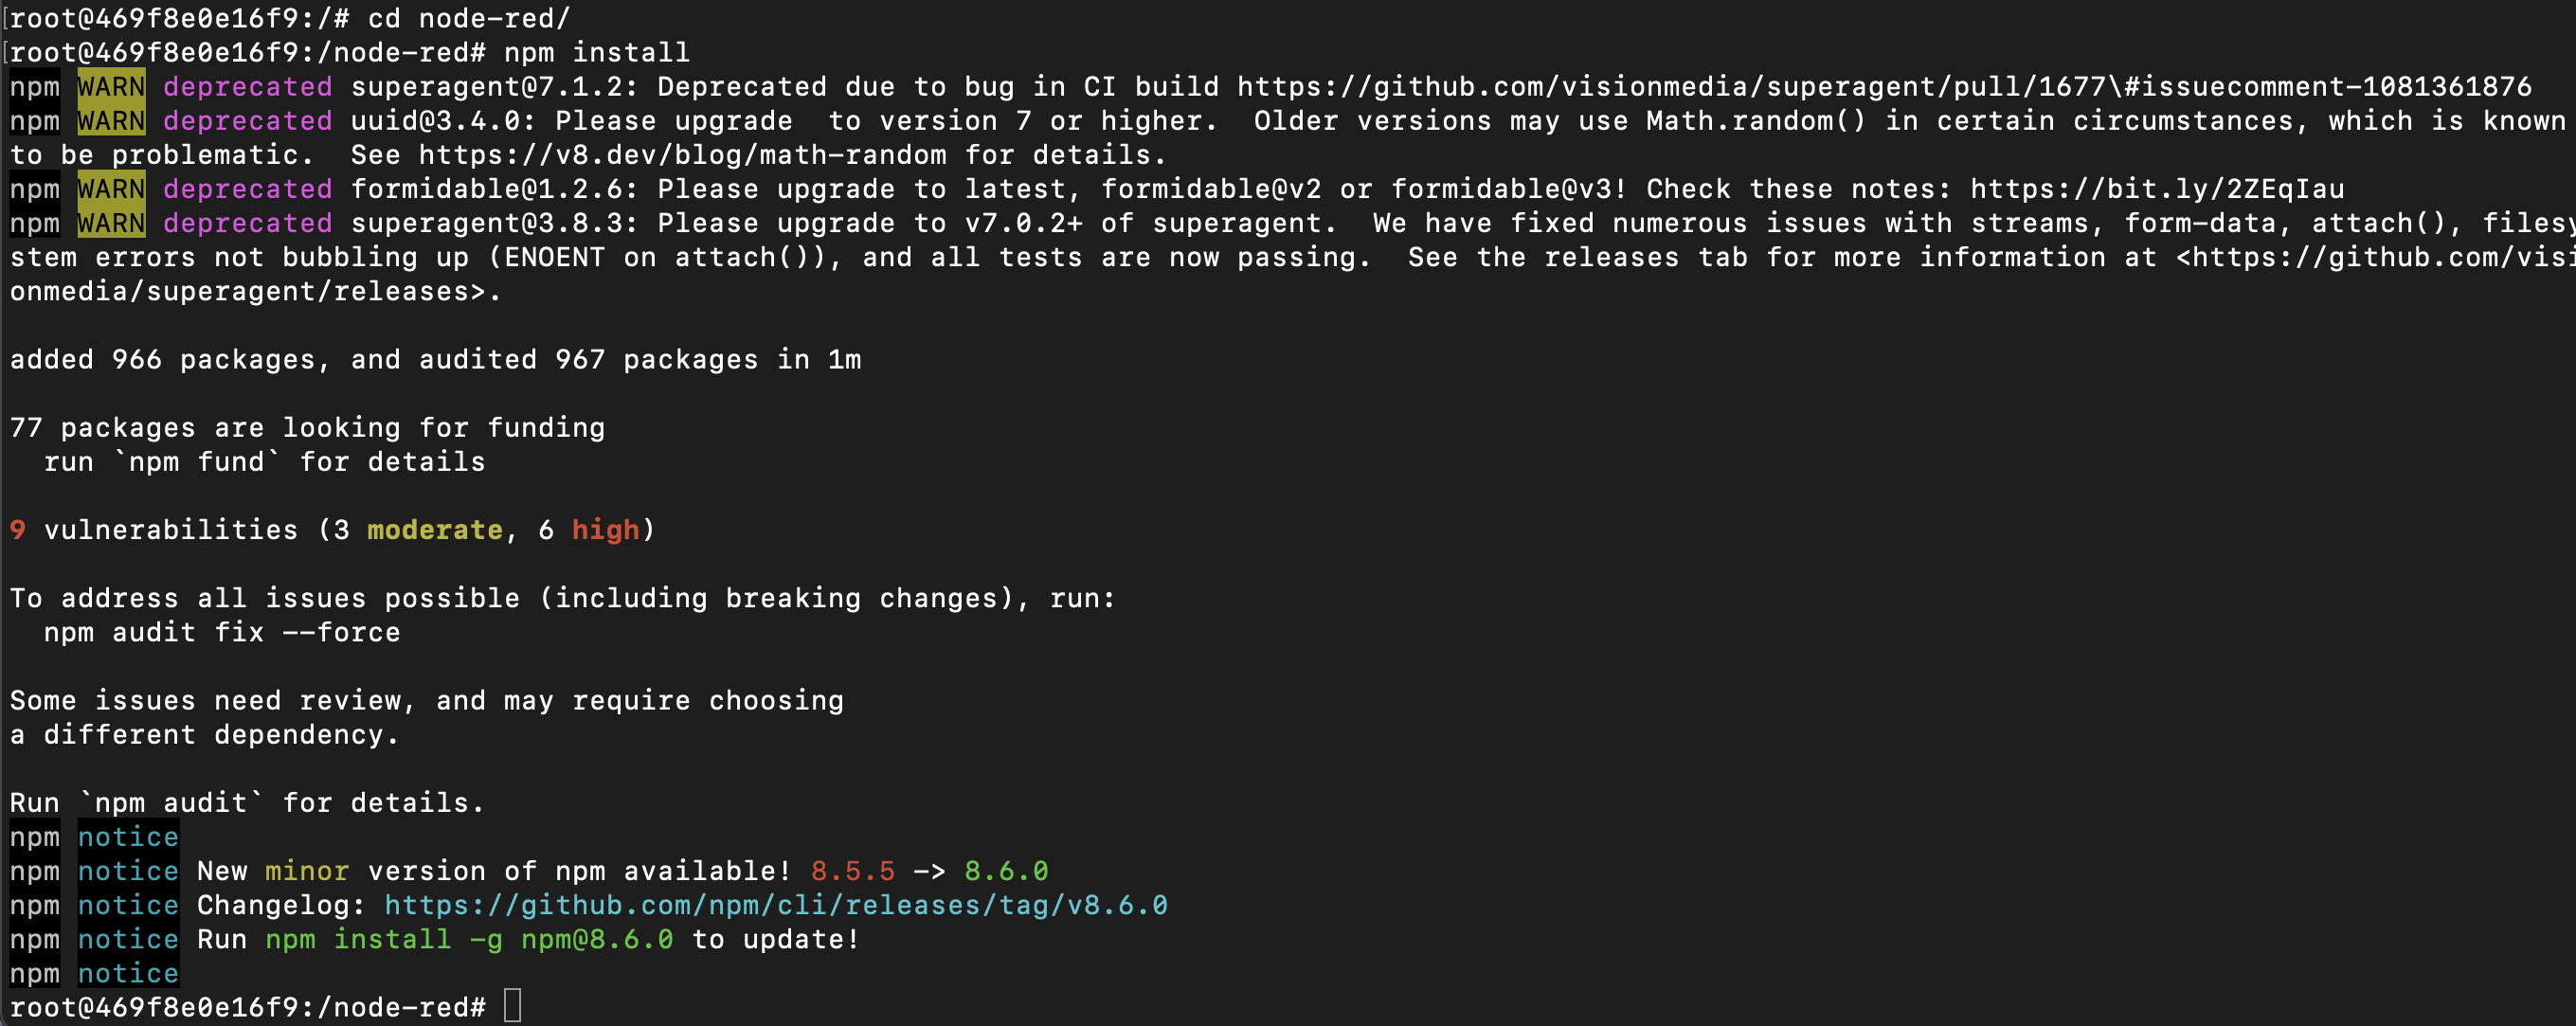 [root@469f8e0e16f9:/# cd node-red/
[root@469f8e0e16f9:/node-red# npm install
npm WARN deprecated superagent@7.1.2: Deprecated due to bug in CI build https://github.com/visionmedia/superagent/pull/1677\#issuecomment-1081361876
npm WARN deprecated uuid@3.4.0: Please upgrade  to version 7 or higher.  Older versions may use Math.random() in certain circumstances, which is known
to be problematic.  See https://v8.dev/blog/math-random for details.
npm WARN deprecated formidable@1.2.6: Please upgrade to latest, formidable@v2 or formidable@v3! Check these notes: https://bit.ly/2ZEqIau
npm WARN deprecated superagent@3.8.3: Please upgrade to v7.0.2+ of superagent.  We have fixed numerous issues with streams, form-data, attach(), filesy
stem errors not bubbling up (ENOENT on attach()), and all tests are now passing.  See the releases tab for more information at <https://github.com/visi
onmedia/superagent/releases>.
added 966 packages, and audited 967 packages in 1m
77 packages are looking for funding
  run `npm fund` for details
9 vulnerabilities (3 moderate, 6 high)
To address all issues possible (including breaking changes), run:
  npm audit fix --force
Some issues need review, and may require choosing
a different dependency.
Run `npm audit` for details.
npm notice
npm notice New minor version of npm available! 8.5.5 -> 8.6.0
npm notice Changelog: https://github.com/npm/cli/releases/tag/v8.6.0
npm notice Run npm install -g npm@8.6.0 to update!
npm notice
root@469f8e0e16f9:/node-red#